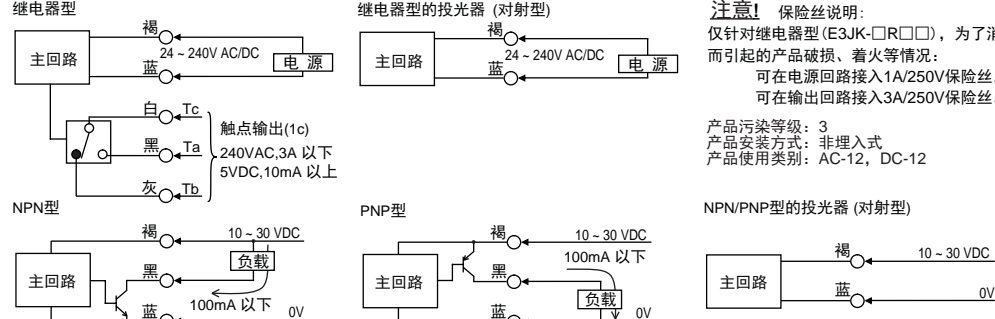 继电器型
褐
24 ~ 240V AC/DC
主回路
蓝
电 源
白 Tc
触点输出(1c)
黑 Ta
240VAC,3A 以下
5VDC,10mA 以上
灰 Tb
继电器型的投光器 (对射型)
褐
24 ~ 240V AC/DC
主回路
蓝
电 源
注意! 保险丝说明:
仅针对继电器型(E3JK-□R□□), 为了消
而引起的产品破损、着火等情况:
可在电源回路接入1A/250V保险丝
可在输出回路接入3A/250V保险丝
产品污染等级: 3
产品安装方式: 非埋入式
产品使用类别: AC-12, DC-12
NPN型
褐
10 ~ 30 VDC
负载
主回路
黑
100mA 以下
蓝
0V
PNP型
褐
10 ~ 30 VDC
100mA 以下
主回路
黑
负载
蓝
0V
NPN/PNP型的投光器 (对射型)
褐
10 ~ 30 VDC
主回路
蓝
0V